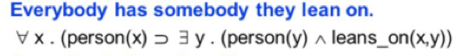 Everybody has somebody they lean on.
∀ x . (person(x) ⊃ ∃ y . (person(y) ∧ leans_on(x,y))